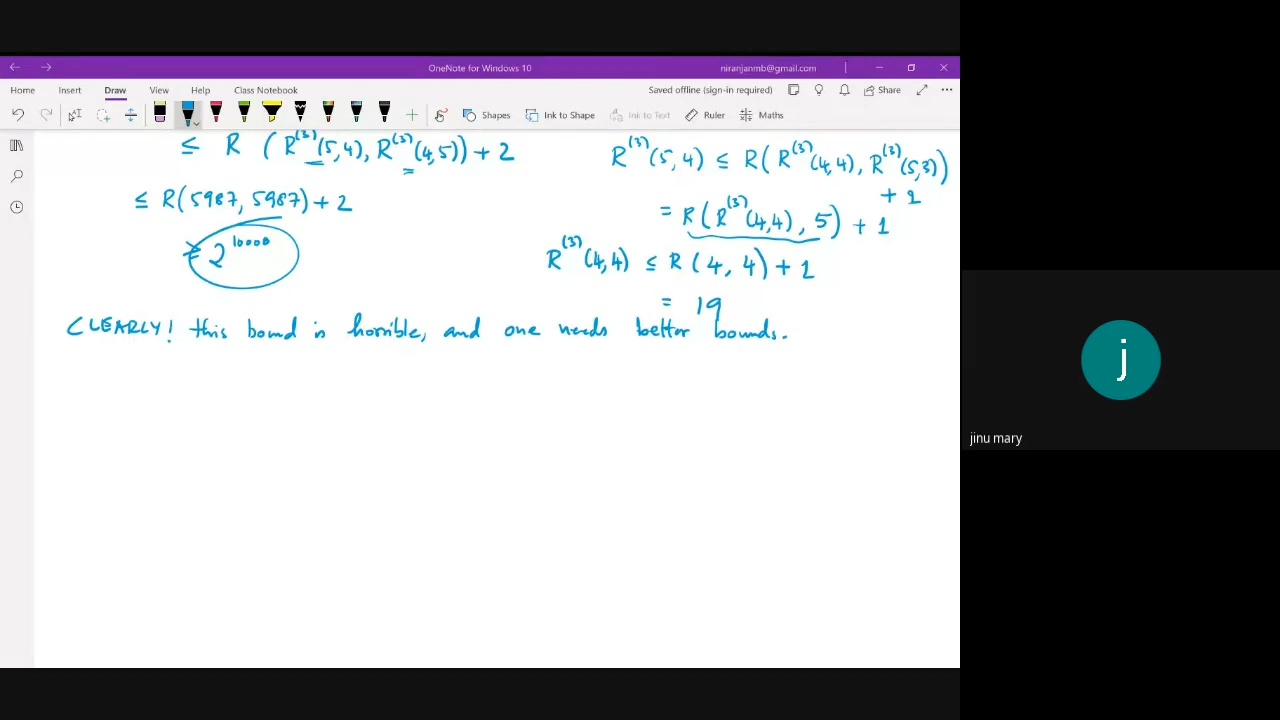 OneNote for Windows 10
niranjanmb@gmail.com
Home Insert Draw View Help Class Notebook
Saved offline (sign-in required)
Share
Shapes Ink to Shape Ink to Text Ruler Maths
≤ R (R⁽³⁾(5,4), R⁽³⁾(4,5)) + 2
≤ R(5987, 5987) + 2
2¹⁰⁰⁰⁰
R⁽³⁾(5,4) ≤ R(R⁽³⁾(4,4), R⁽³⁾(5,3))
+ 1
= R(R⁽³⁾(4,4), 5) + 1
R⁽³⁾(4,4) ≤ R(4, 4) + 1
= 19
CLEARLY! this bound is horrible, and one needs better bounds.
j
jinu mary